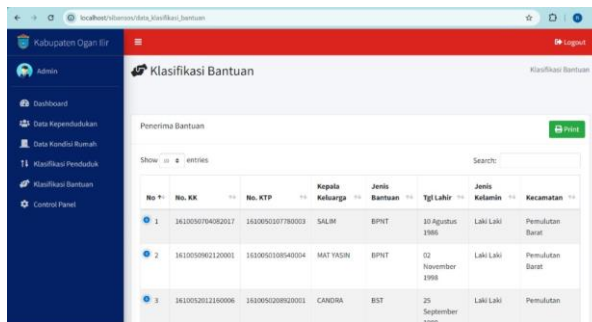 localhost/silsensos/data_klasifikasi_bantuan
Kabupaten Ogan Ilir
Logout
Admin
Klasifikasi Bantuan
Klasifikasi Bantuan
Dashboard
Data Kependudukan
Data Kondisi Rumah
Klasifikasi Penduduk
Klasifikasi Bantuan
Control Panel
Penerima Bantuan
Print
Show 10 entries
Search:
No No. KK No. KTP Kepala Keluarga Jenis Bantuan Tgl Lahir Jenis Kelamin Kecamatan
1 1610050704082017 1610050107780003 SALIM BPNT 10 Agustus 1986 Laki Laki Pemulutan Barat
2 1610050902120001 1610050108540004 MAT YASIN BPNT 02 November 1998 Laki Laki Pemulutan Barat
3 1610052012160006 1610050208920001 CANDRA BST 25 September Laki Laki Pemulutan